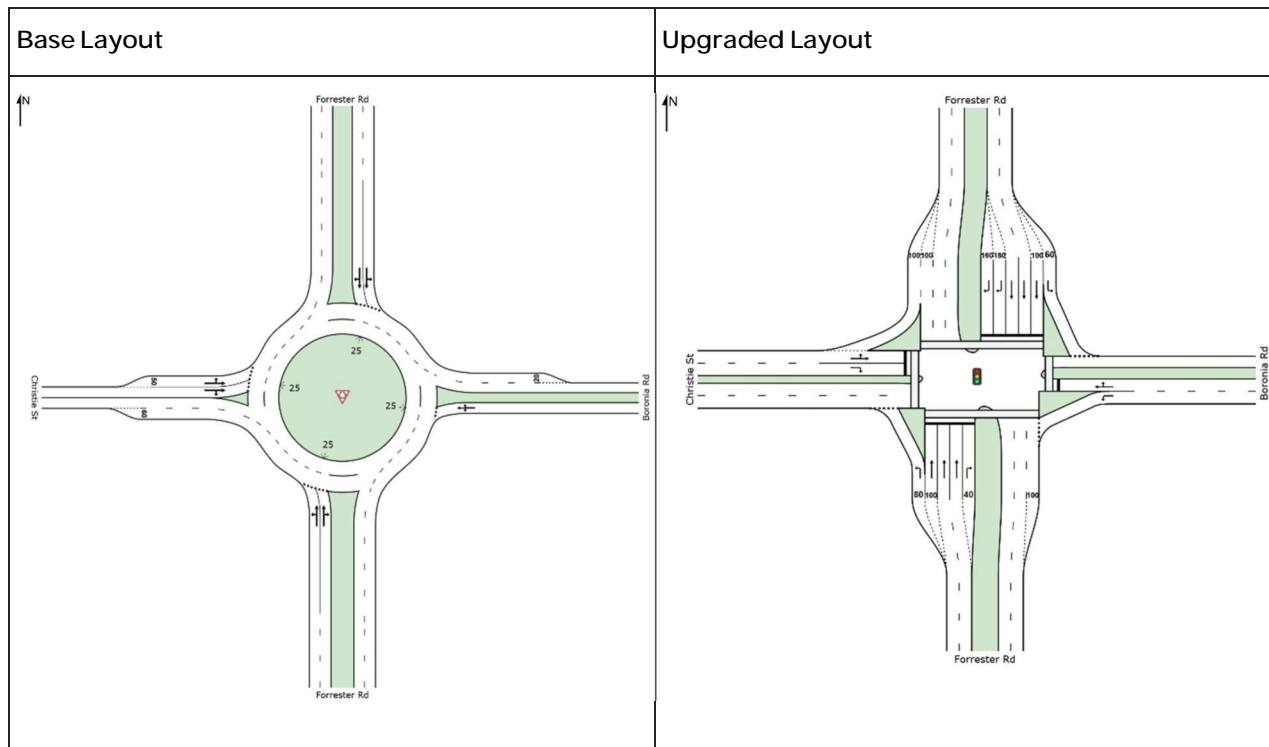 Base Layout
Upgraded Layout
N
Forrester Rd
Christie St
Boronia Rd
25
25
25
25
Forrester Rd
N
Forrester Rd
100
100
160
180
100
60
Christie St
Boronia Rd
80
100
40
100
Forrester Rd